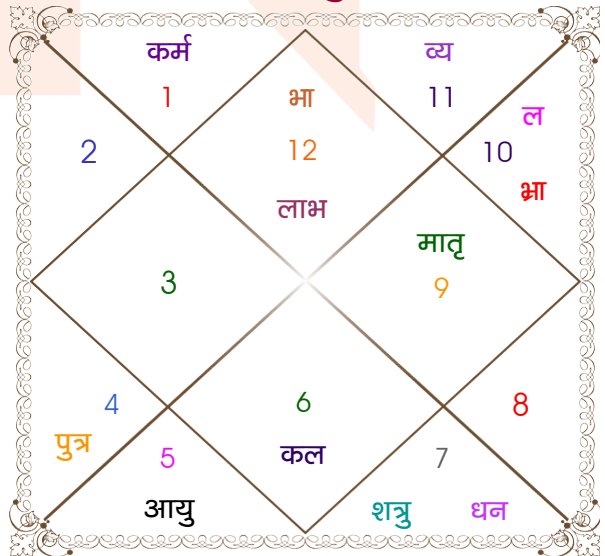 कर्म व्य
1 भा 11
ल
2 12 10
भ्रा
लाभ
मातृ
3 9
4 6 8
पुत्र 5 कल 7
आयु शत्रु धन